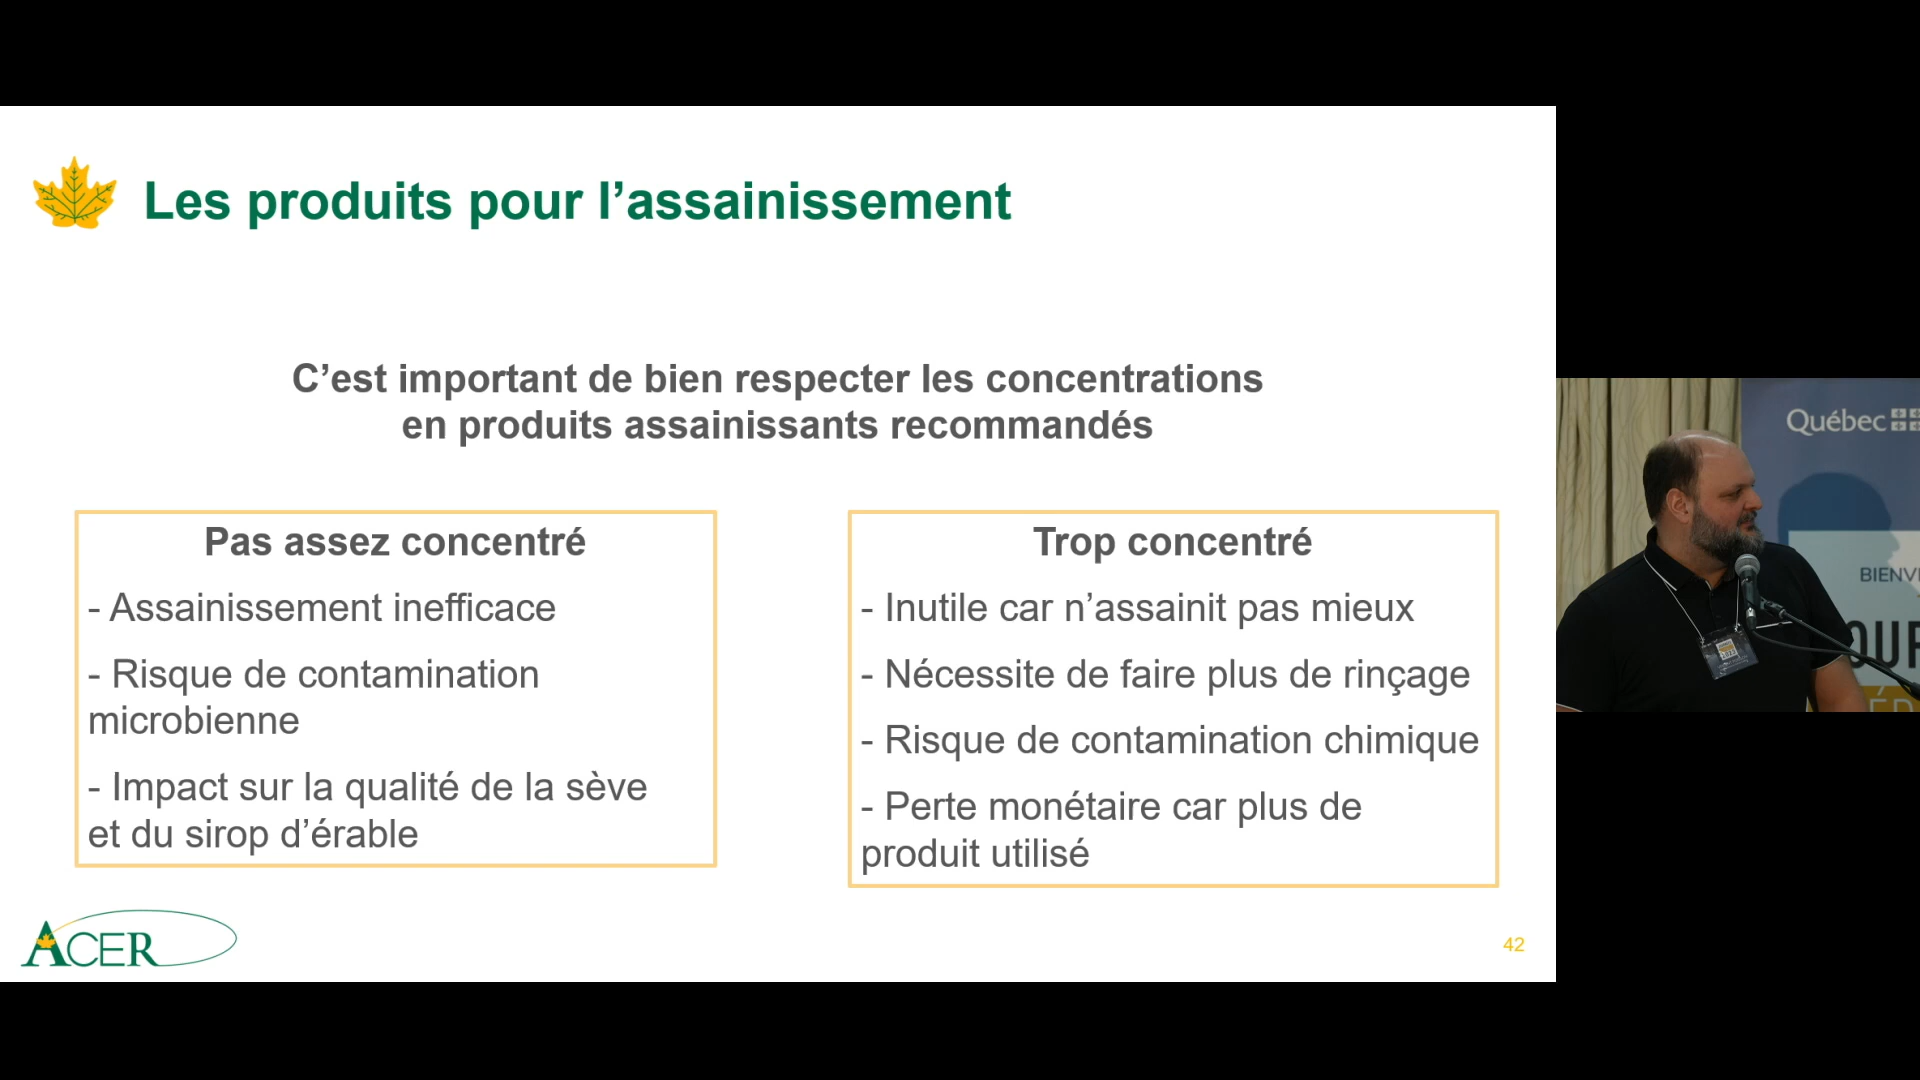 Les produits pour l’assainissement
C’est important de bien respecter les concentrations
en produits assainissants recommandés
Pas assez concentré
- Assainissement inefficace
- Risque de contamination
microbienne
- Impact sur la qualité de la sève
et du sirop d’érable
Trop concentré
- Inutile car n’assainit pas mieux
- Nécessite de faire plus de rinçage
- Risque de contamination chimique
- Perte monétaire car plus de
produit utilisé
ACER
42
Québec
BIENV